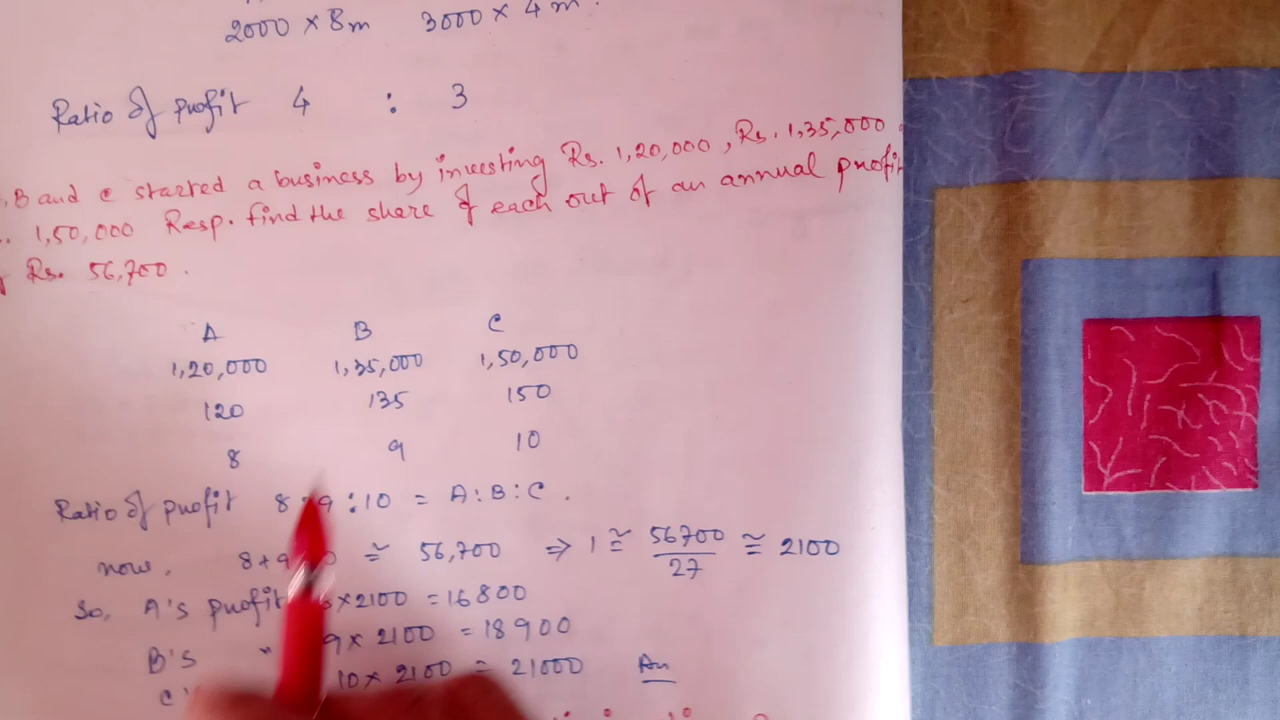 2000 × 8m 3000 × 4m.
Ratio of profit 4 : 3
B and C started a business by investing Rs. 1,20,000, Rs. 1,35,000
1,50,000 Resp. find the share of each out of an annual profit
Rs. 56,700.
A B C
1,20,000 1,35,000 1,50,000
120 135 150
8 9 10
Ratio of profit 8 : 9 : 10 = A : B : C.
now, 8+9 0 ≅ 56,700 ⇒ 1 ≅ 56700/27 ≅ 2100
So, A's profit ×2100 = 16800
B's " 9 × 2100 = 18900
C' 10 × 2100 = 21000 An